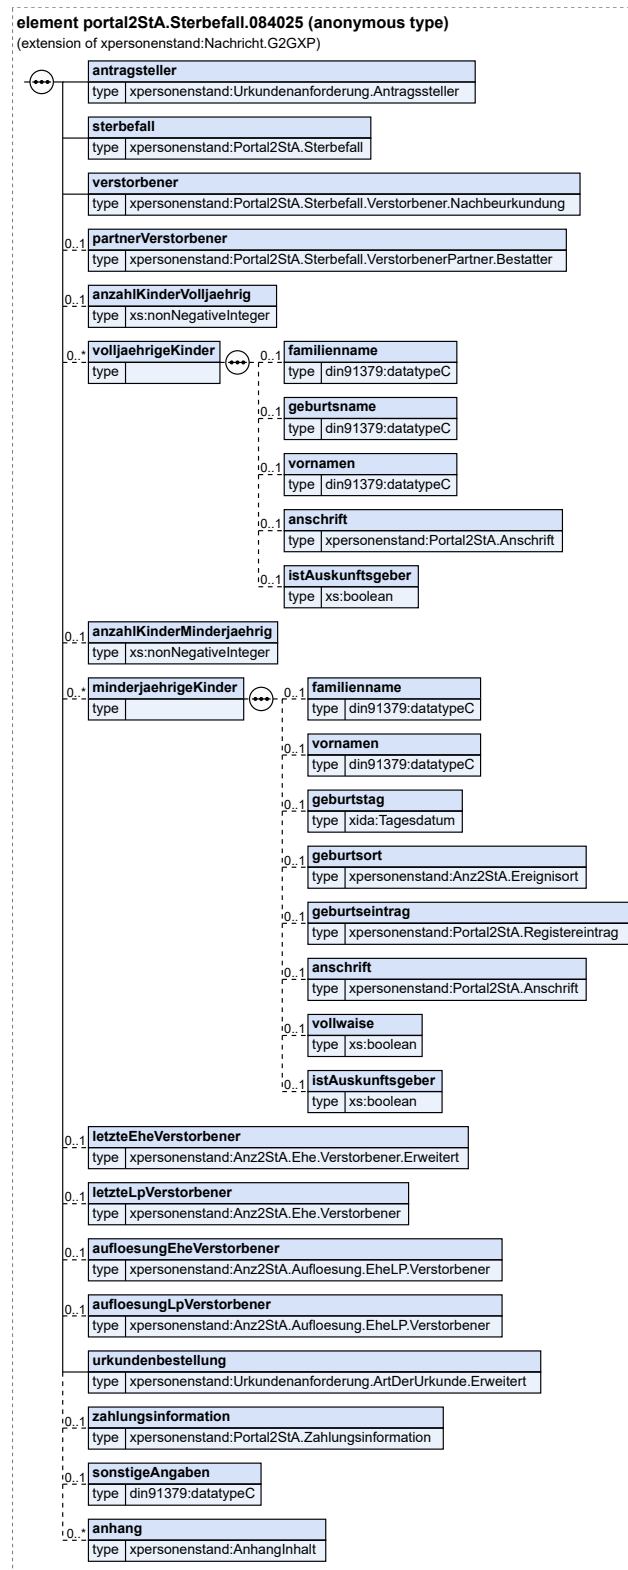 element portal2StA.Sterbefall.084025 (anonymous type)
(extension of xpersonenstand:Nachricht.G2GXP)
antragsteller
type xpersonenstand:Urkundenanforderung.Antragssteller
sterbefall
type xpersonenstand:Portal2StA.Sterbefall
verstorbener
type xpersonenstand:Portal2StA.Sterbefall.Verstorbener.Nachbeurkundung
0..1 partnerVerstorbener
type xpersonenstand:Portal2StA.Sterbefall.VerstorbenerPartner.Bestatter
0..1 anzahlKinderVolljaehrig
type xs:nonNegativeInteger
0..* volljaehrigeKinder 0..1 familienname
type type din91379:datatypeC
0..1 geburtsname
type din91379:datatypeC
0..1 vornamen
type din91379:datatypeC
0..1 anschrift
type xpersonenstand:Portal2StA.Anschrift
0..1 istAuskunftsgeber
type xs:boolean
0..1 anzahlKinderMinderjaehrig
type xs:nonNegativeInteger
0..* minderjaehrigeKinder 0..1 familienname
type type din91379:datatypeC
0..1 vornamen
type din91379:datatypeC
0..1 geburtstag
type xida:Tagesdatum
0..1 geburtsort
type xpersonenstand:Anz2StA.Ereignisort
0..1 geburtseintrag
type xpersonenstand:Portal2StA.Registereintrag
0..1 anschrift
type xpersonenstand:Portal2StA.Anschrift
0..1 vollwaise
type xs:boolean
0..1 istAuskunftsgeber
type xs:boolean
0..1 letzteEheVerstorbener
type xpersonenstand:Anz2StA.Ehe.Verstorbener.Erweitert
0..1 letzteLpVerstorbener
type xpersonenstand:Anz2StA.Ehe.Verstorbener
0..1 aufloesungEheVerstorbener
type xpersonenstand:Anz2StA.Aufloesung.EheLP.Verstorbener
0..1 aufloesungLpVerstorbener
type xpersonenstand:Anz2StA.Aufloesung.EheLP.Verstorbener
urkundenbestellung
type xpersonenstand:Urkundenanforderung.ArtDerUrkunde.Erweitert
0..1 zahlungsinformation
type xpersonenstand:Portal2StA.Zahlungsinformation
0..1 sonstigeAngaben
type din91379:datatypeC
0..* anhang
type xpersonenstand:AnhangInhalt